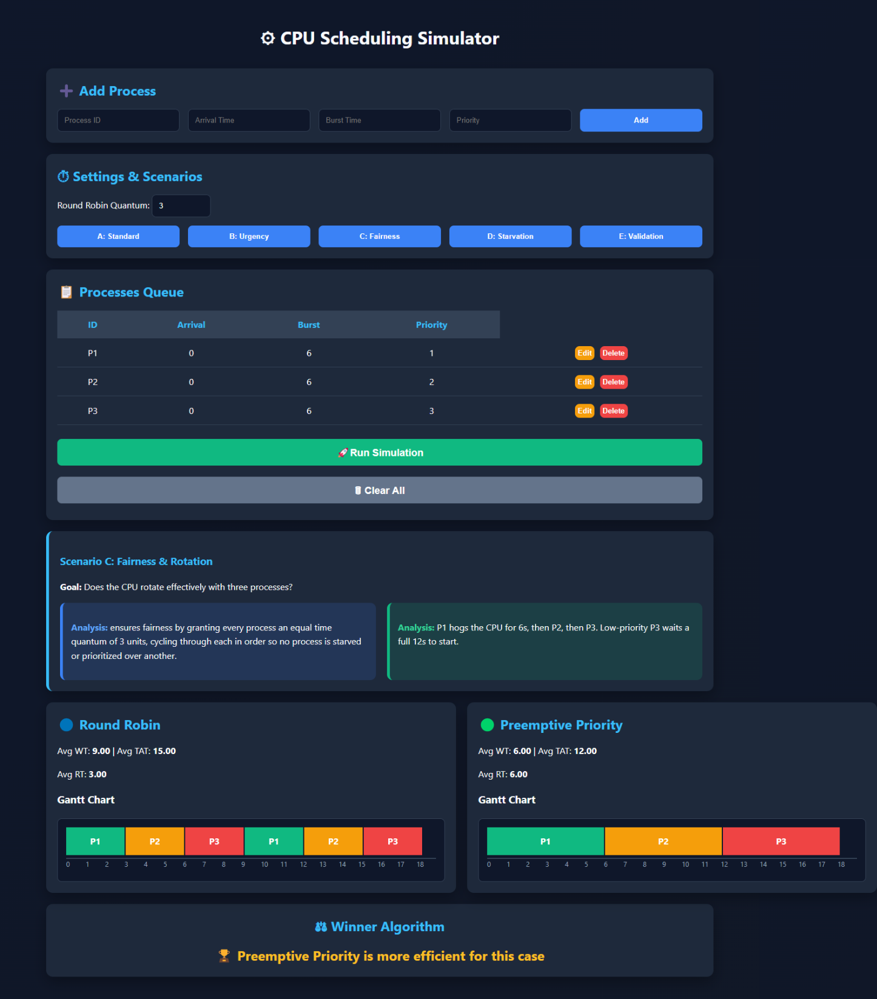 ⚙ CPU Scheduling Simulator
➕ Add Process
Process ID Arrival Time Burst Time Priority Add
⏱ Settings & Scenarios
Round Robin Quantum: 3
A: Standard B: Urgency C: Fairness D: Starvation E: Validation
📋 Processes Queue
ID Arrival Burst Priority
P1 0 6 1 Edit Delete
P2 0 6 2 Edit Delete
P3 0 6 3 Edit Delete
🚀 Run Simulation
🗑 Clear All
Scenario C: Fairness & Rotation
Goal: Does the CPU rotate effectively with three processes?
Analysis: ensures fairness by granting every process an equal time
quantum of 3 units, cycling through each in order so no process is starved
or prioritized over another.
Analysis: P1 hogs the CPU for 6s, then P2, then P3. Low-priority P3 waits a
full 12s to start.
🔵 Round Robin
Avg WT: 9.00 | Avg TAT: 15.00
Avg RT: 3.00
Gantt Chart
P1 P2 P3 P1 P2 P3
0 1 2 3 4 5 6 7 8 9 10 11 12 13 14 15 16 17 18
🟢 Preemptive Priority
Avg WT: 6.00 | Avg TAT: 12.00
Avg RT: 6.00
Gantt Chart
P1 P2 P3
0 1 2 3 4 5 6 7 8 9 10 11 12 13 14 15 16 17 18
⚖ Winner Algorithm
🏆 Preemptive Priority is more efficient for this case